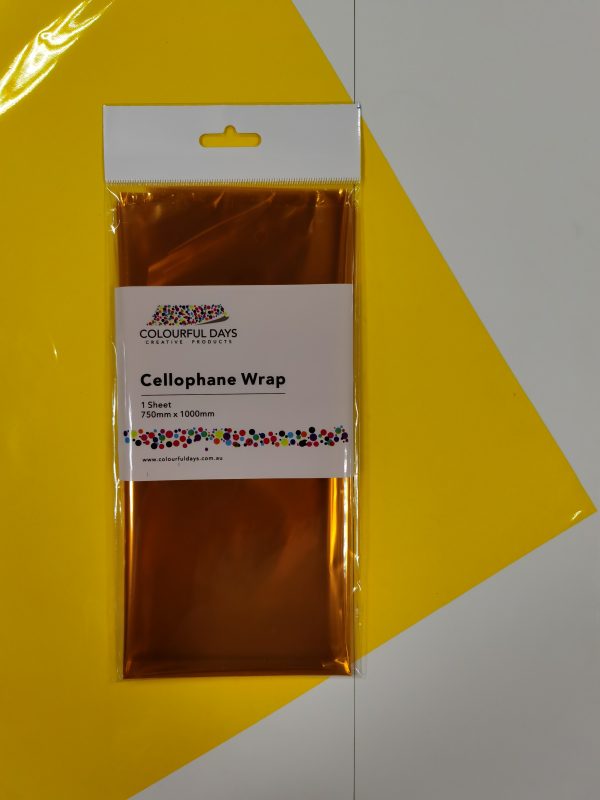 COLOURFUL DAYS
CREATIVE PRODUCTS
Cellophane Wrap
1 Sheet
750mm x 1000mm
www.colourfuldays.com.au